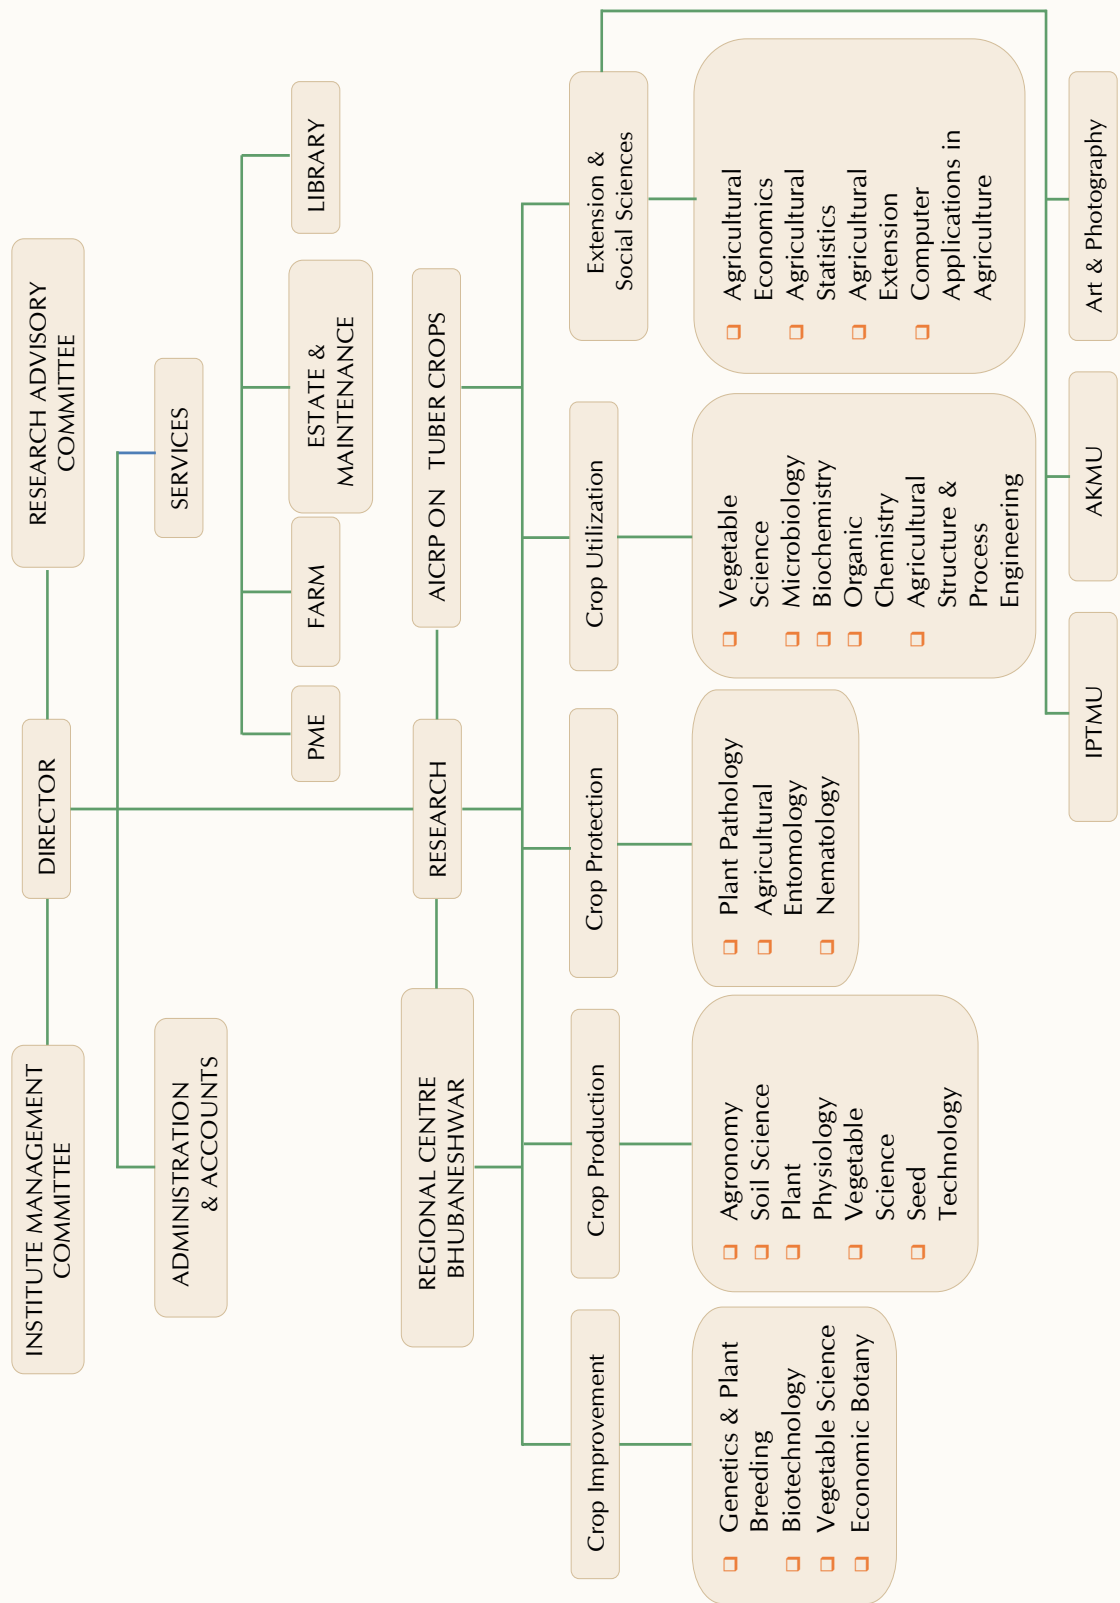 INSTITUTE MANAGEMENT
COMMITTEE
DIRECTOR
RESEARCH ADVISORY
COMMITTEE
ADMINISTRATION
& ACCOUNTS
SERVICES
PME
FARM
ESTATE &
MAINTENANCE
LIBRARY
REGIONAL CENTRE
BHUBANESHWAR
RESEARCH
AICRP ON TUBER CROPS
Crop Improvement
Crop Production
Crop Protection
Crop Utilization
Extension &
Social Sciences
❒ Genetics & Plant
Breeding
❒ Biotechnology
❒ Vegetable Science
❒ Economic Botany
❒ Agronomy
❒ Soil Science
❒ Plant
Physiology
❒ Vegetable
Science
❒ Seed
Technology
❒ Plant Pathology
❒ Agricultural
Entomology
❒ Nematology
❒ Vegetable
Science
❒ Microbiology
❒ Biochemistry
❒ Organic
Chemistry
❒ Agricultural
Structure &
Process
Engineering
❒ Agricultural
Economics
❒ Agricultural
Statistics
❒ Agricultural
Extension
❒ Computer
Applications in
Agriculture
IPTMU
AKMU
Art & Photography